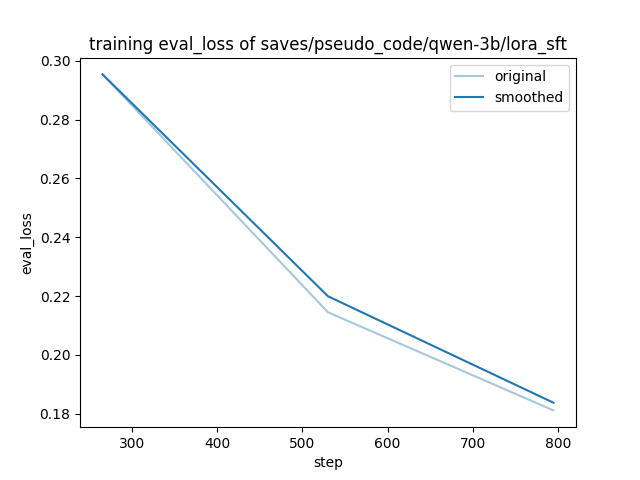 training eval_loss of saves/pseudo_code/qwen-3b/lora_sft
original
smoothed
eval_loss
0.30
0.28
0.26
0.24
0.22
0.20
0.18
300 400 500 600 700 800
step